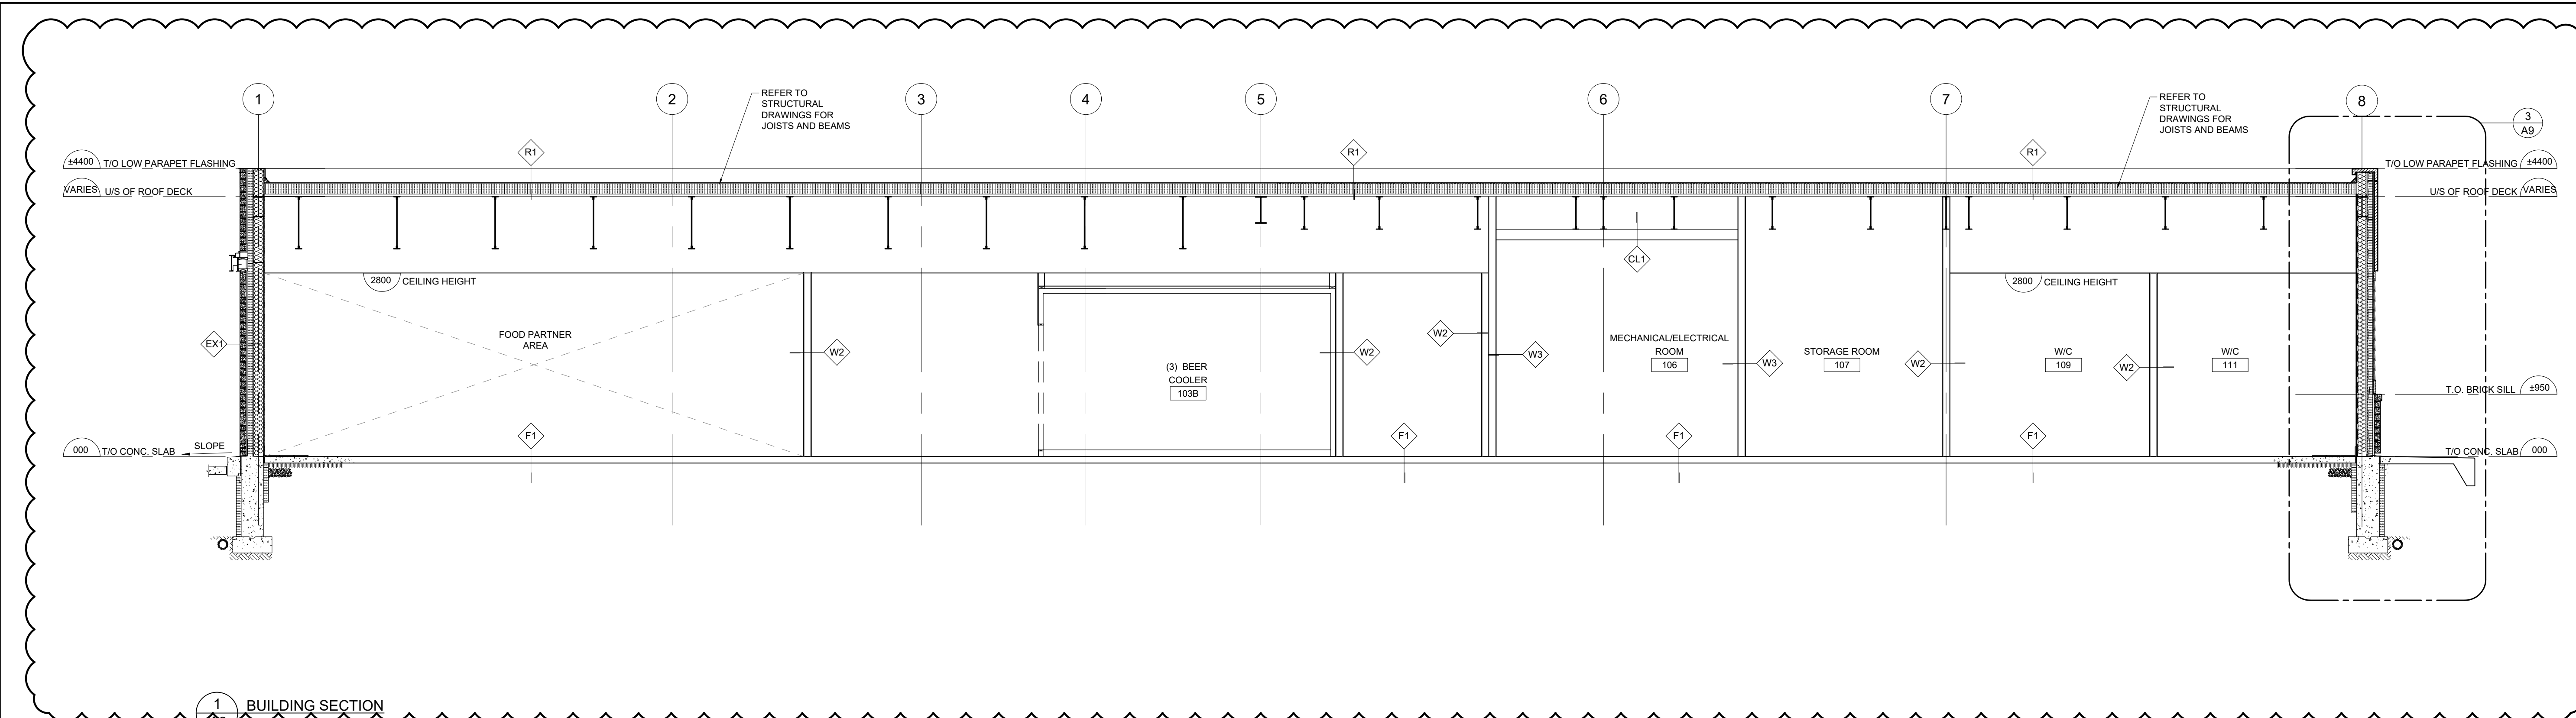 1
2
3
4
5
6
7
8
REFER TO
STRUCTURAL
DRAWINGS FOR
JOISTS AND BEAMS
REFER TO
STRUCTURAL
DRAWINGS FOR
JOISTS AND BEAMS
3
A9
R1
R1
R1
±4400 T/O LOW PARAPET FLASHING
T/O LOW PARAPET FLASHING ±4400
VARIES U/S OF ROOF DECK
U/S OF ROOF DECK VARIES
CL1
2800 CEILING HEIGHT
2800 CEILING HEIGHT
EX1
FOOD PARTNER
AREA
W2
(3) BEER
COOLER
103B
W2
W2
W3
MECHANICAL/ELECTRICAL
ROOM
106
W3
STORAGE ROOM
107
W2
W/C
109
W2
W/C
111
T.O. BRICK SILL ±950
F1
F1
F1
F1
000 T/O CONC. SLAB
SLOPE
T/O CONC. SLAB 000
1
BUILDING SECTION